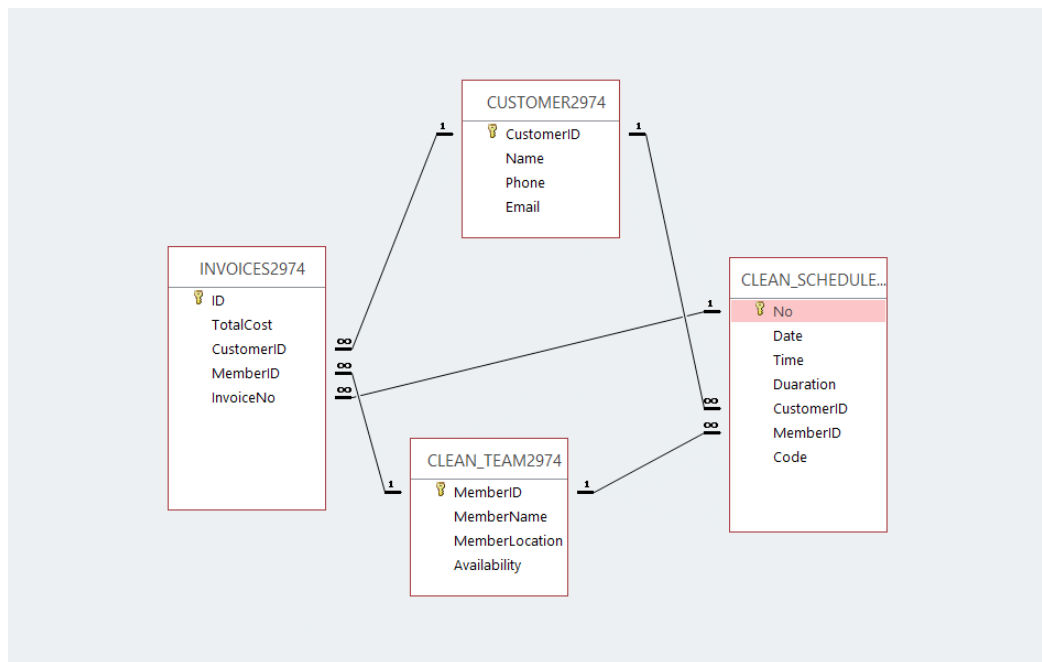 CUSTOMER2974
CustomerID
Name
Phone
Email
1
1
INVOICES2974
ID
TotalCost
CustomerID
MemberID
InvoiceNo
∞
∞
∞
CLEAN_SCHEDULE...
No
Date
Time
Duaration
CustomerID
MemberID
Code
1
∞
∞
CLEAN_TEAM2974
MemberID
MemberName
MemberLocation
Availability
1
1